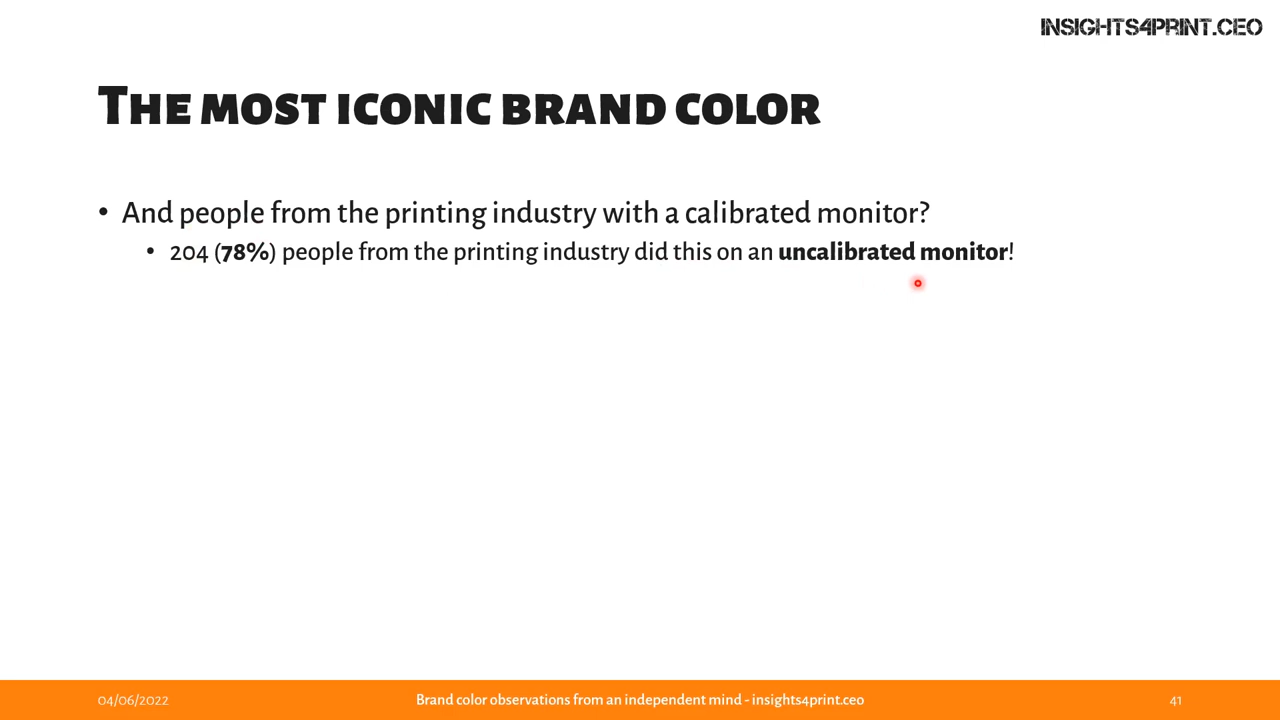 INSIGHTS4PRINT.CEO
The most iconic brand color
• And people from the printing industry with a calibrated monitor?
• 204 (78%) people from the printing industry did this on an uncalibrated monitor!
04/06/2022
Brand color observations from an independent mind - insights4print.ceo
41